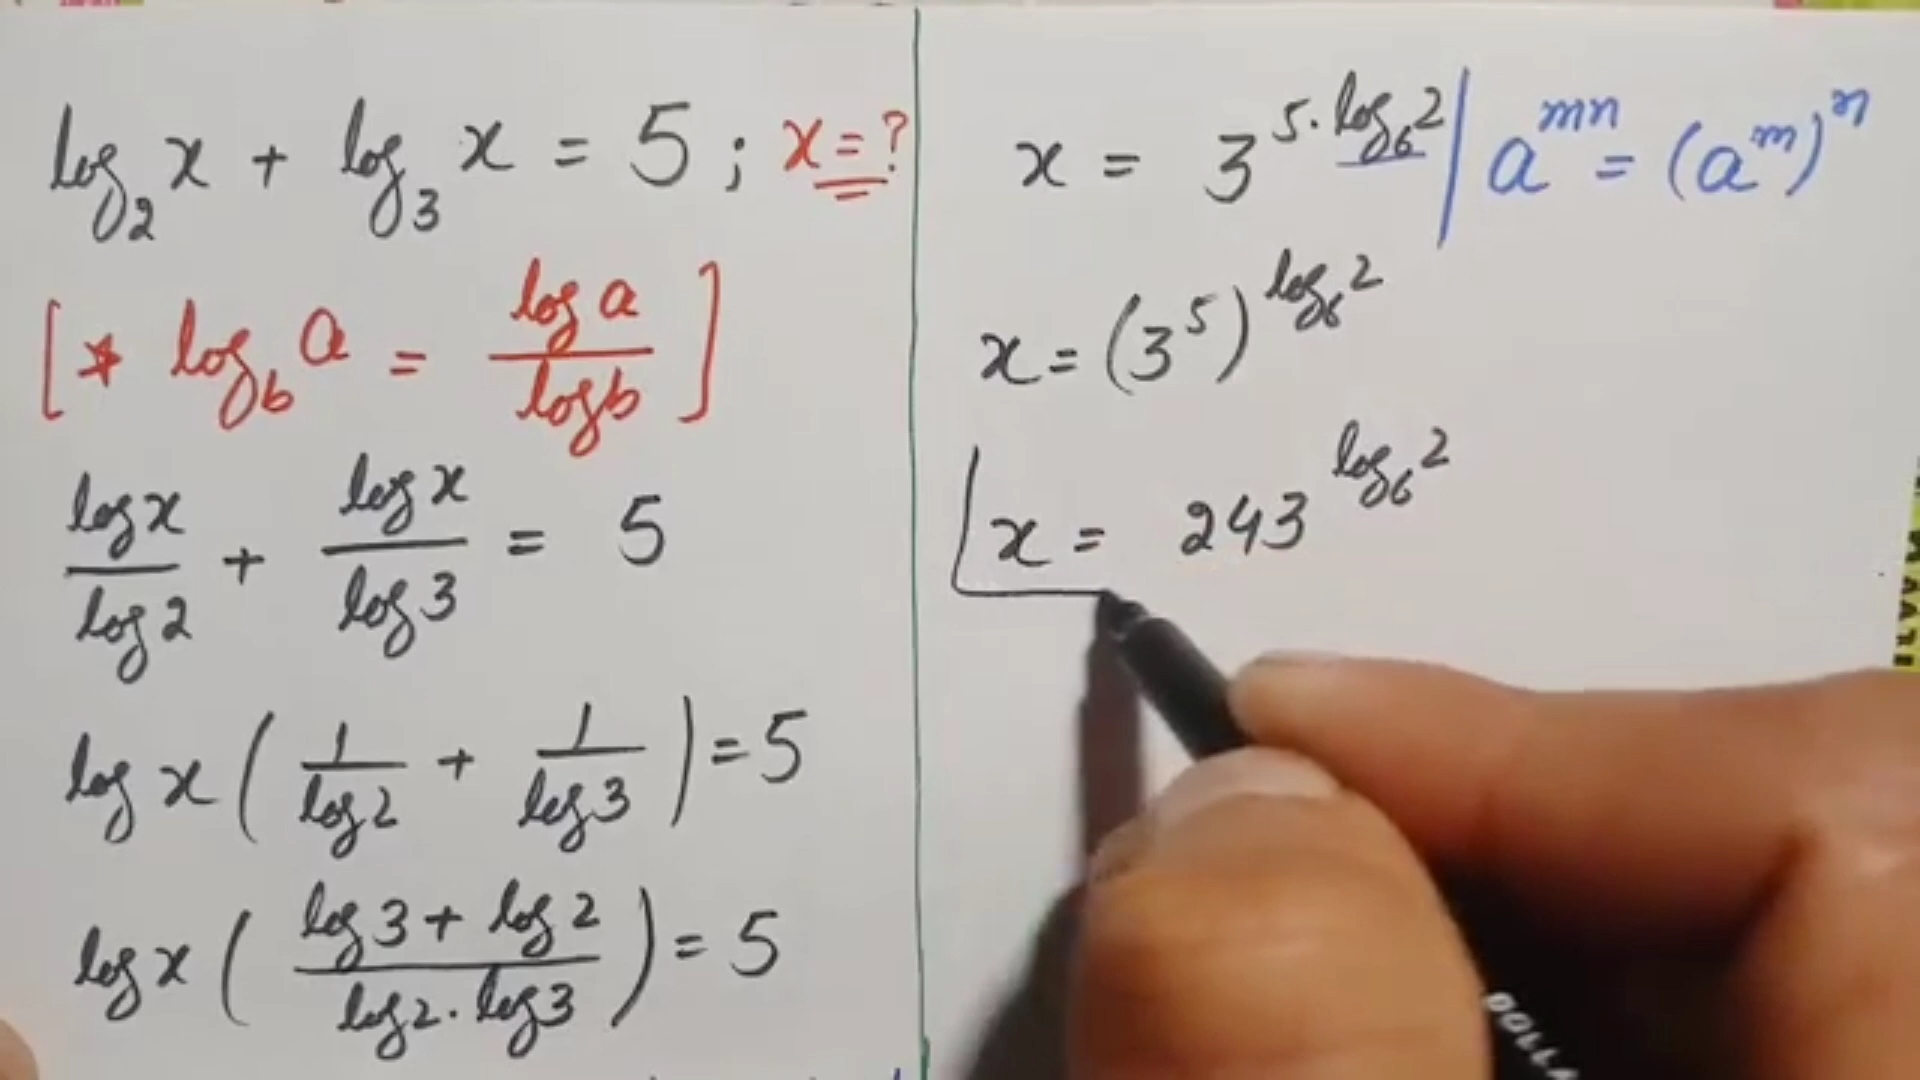 log₂x + log₃x = 5 ; x = ?
[* log_b a = log a / log b]
log x / log 2 + log x / log 3 = 5
log x (1 / log 2 + 1 / log 3) = 5
log x (log 3 + log 2 / log 2 · log 3) = 5
x = 3^(5·log₆2) | a^(mn) = (a^m)^n
x = (3⁵)^(log₆2)
x = 243^(log₆2)